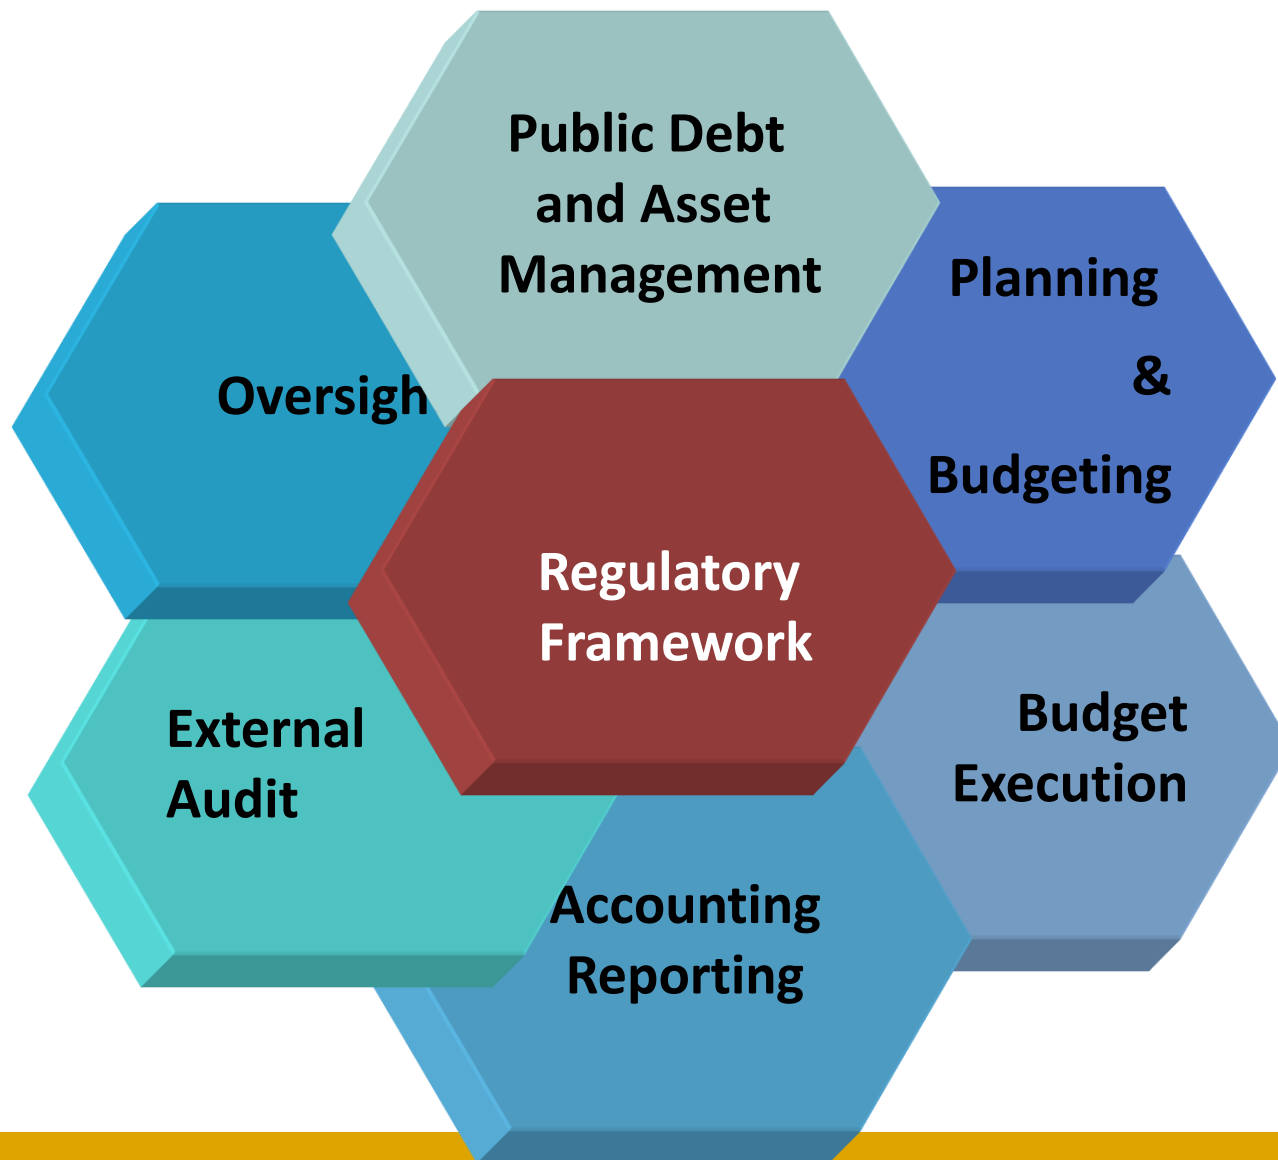 Public Debt
and Asset
Management
Planning
&
Budgeting
Oversigh
Regulatory
Framework
Budget
Execution
External
Audit
Accounting
Reporting